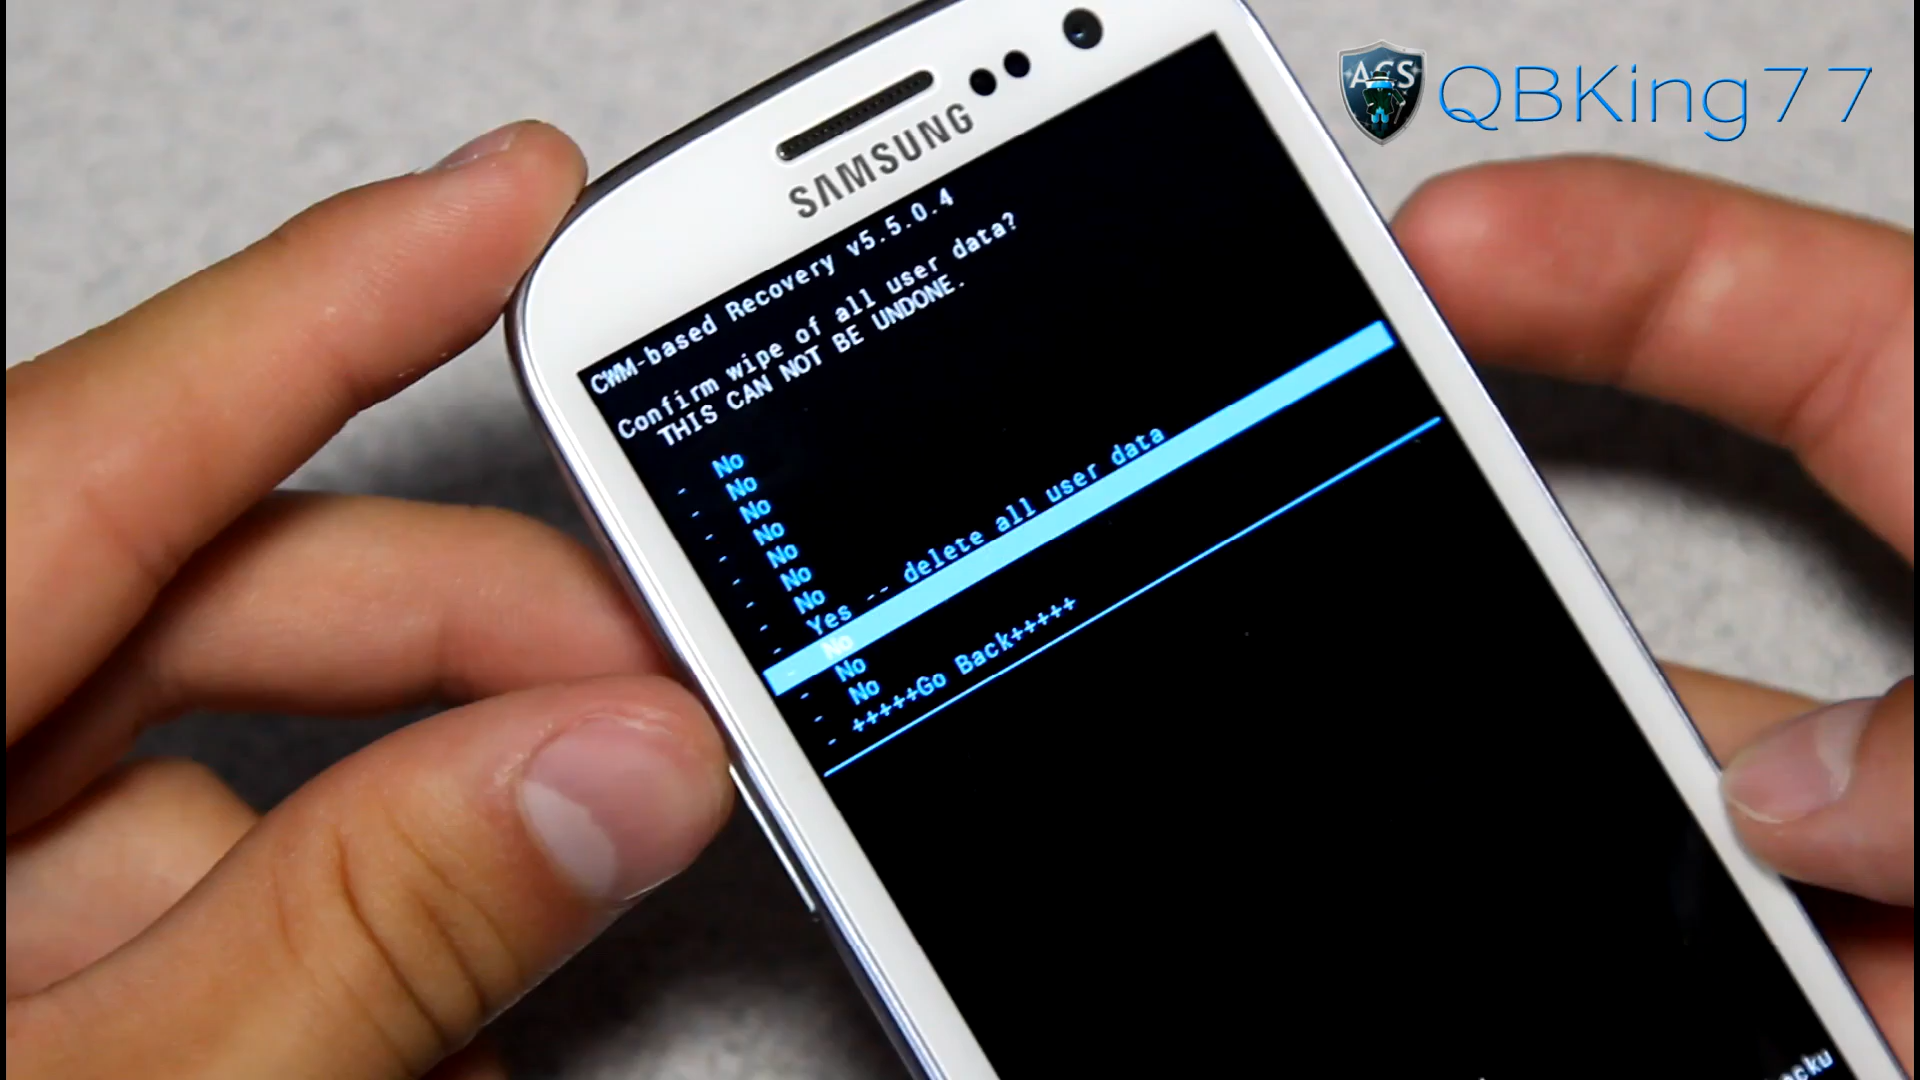 AGS QBKing77
SAMSUNG
CWM-based Recovery v5.5.0.4
Confirm wipe of all user data?
THIS CAN NOT BE UNDONE.
- No
- No
- No
- No
- No
- No
- No
- Yes -- delete all user data
- No
- No
- No
- +++++Go Back+++++